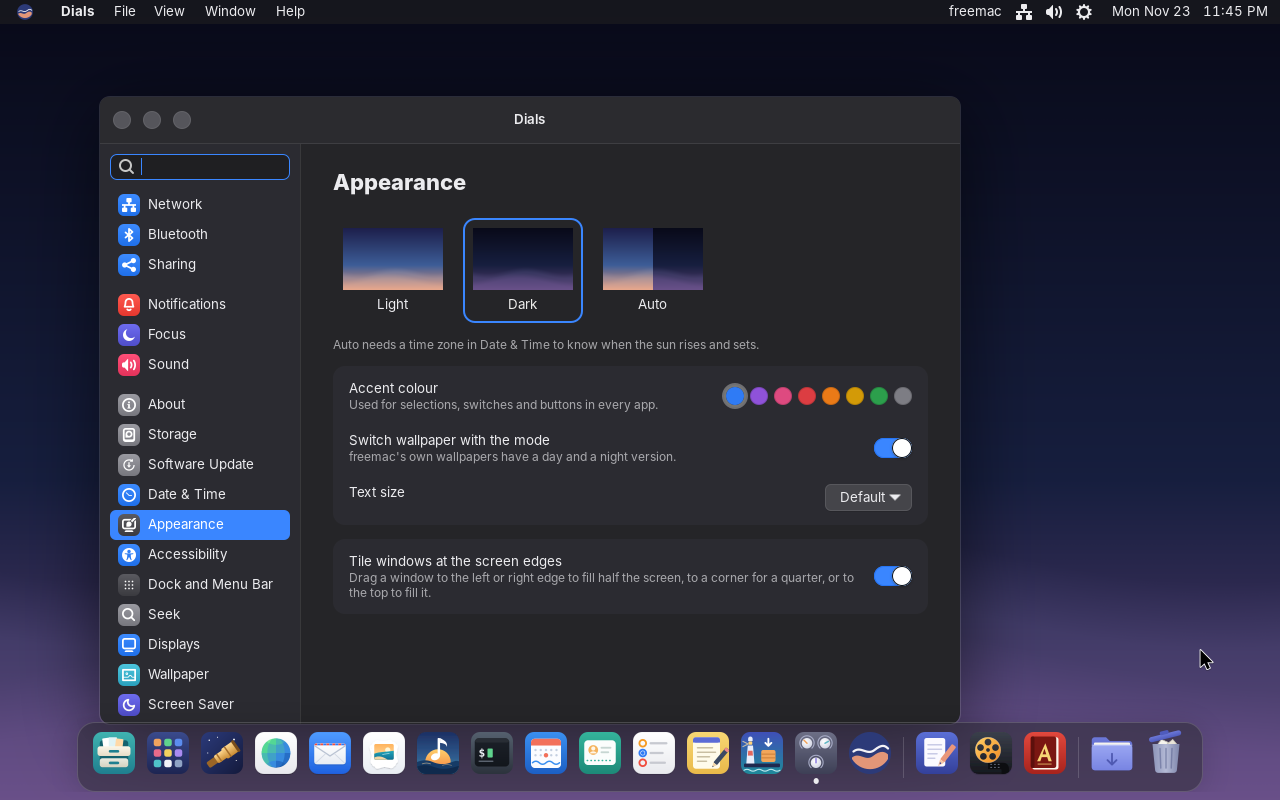 Dials File Edit View Window Help freemac Mon Nov 23 11:45 PM
Dials
Network
Bluetooth
Sharing
Notifications
Focus
Sound
About
Storage
Software Update
Date & Time
Appearance
Accessibility
Dock and Menu Bar
Seek
Displays
Wallpaper
Screen Saver
Appearance
Light Dark Auto
Auto needs a time zone in Date & Time to know when the sun rises and sets.
Accent colour
Used for selections, switches and buttons in every app.
Switch wallpaper with the mode
freemac's own wallpapers have a day and a night version.
Text size
Default
Tile windows at the screen edges
Drag a window to the left or right edge to fill half the screen, to a corner for a quarter, or to
the top to fill it.
$
A